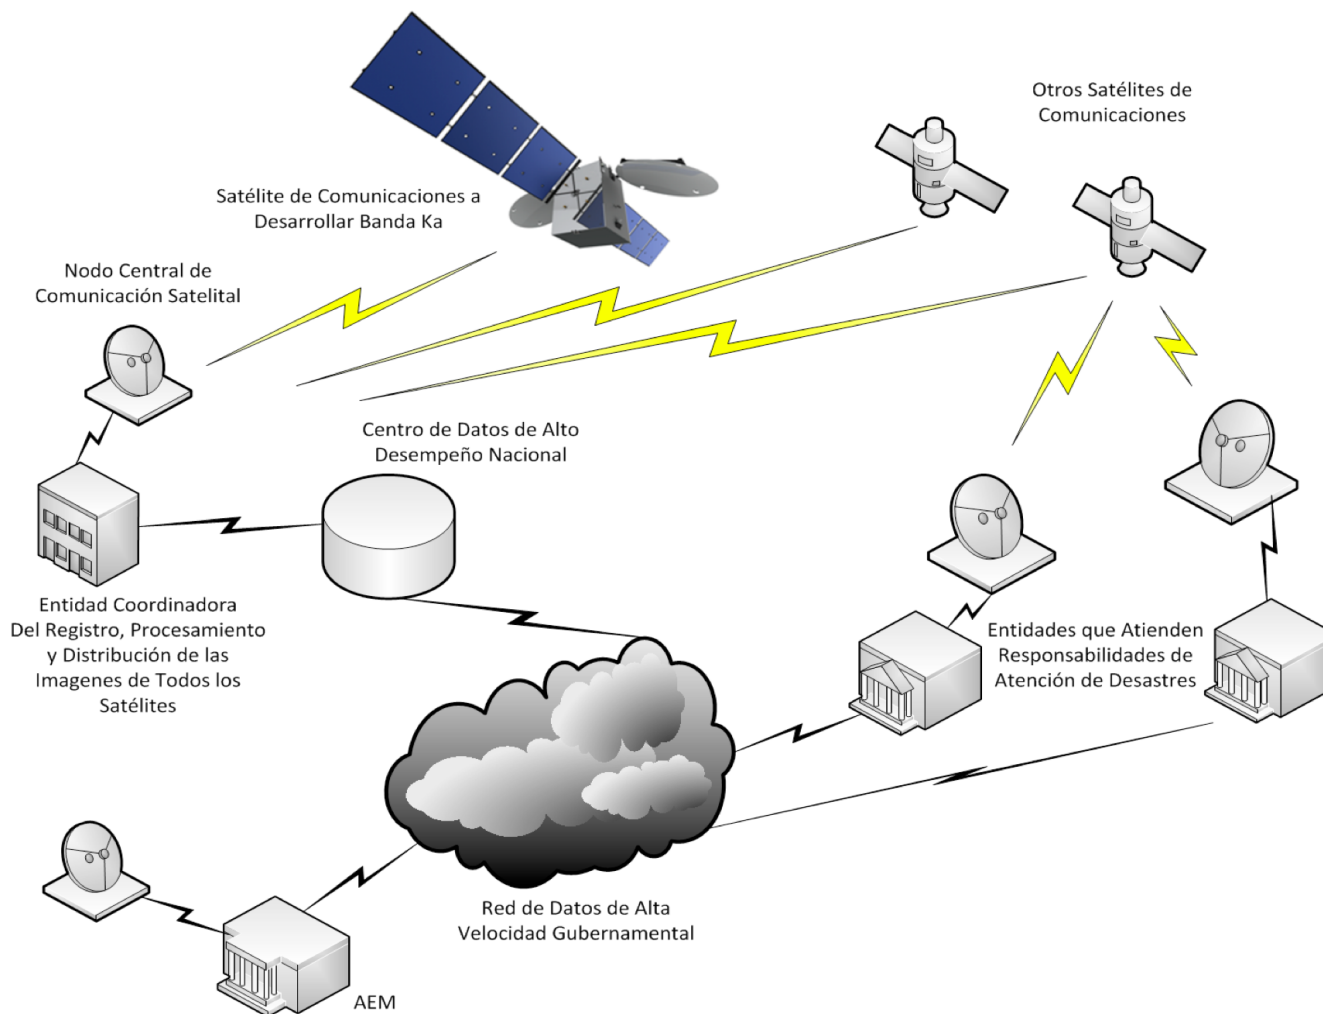 Otros Satélites de
Comunicaciones
Satélite de Comunicaciones a
Desarrollar Banda Ka
Nodo Central de
Comunicación Satelital
Centro de Datos de Alto
Desempeño Nacional
Entidad Coordinadora
Del Registro, Procesamiento
y Distribución de las
Imagenes de Todos los
Satélites
Entidades que Atienden
Responsabilidades de
Atención de Desastres
Red de Datos de Alta
Velocidad Gubernamental
AEM